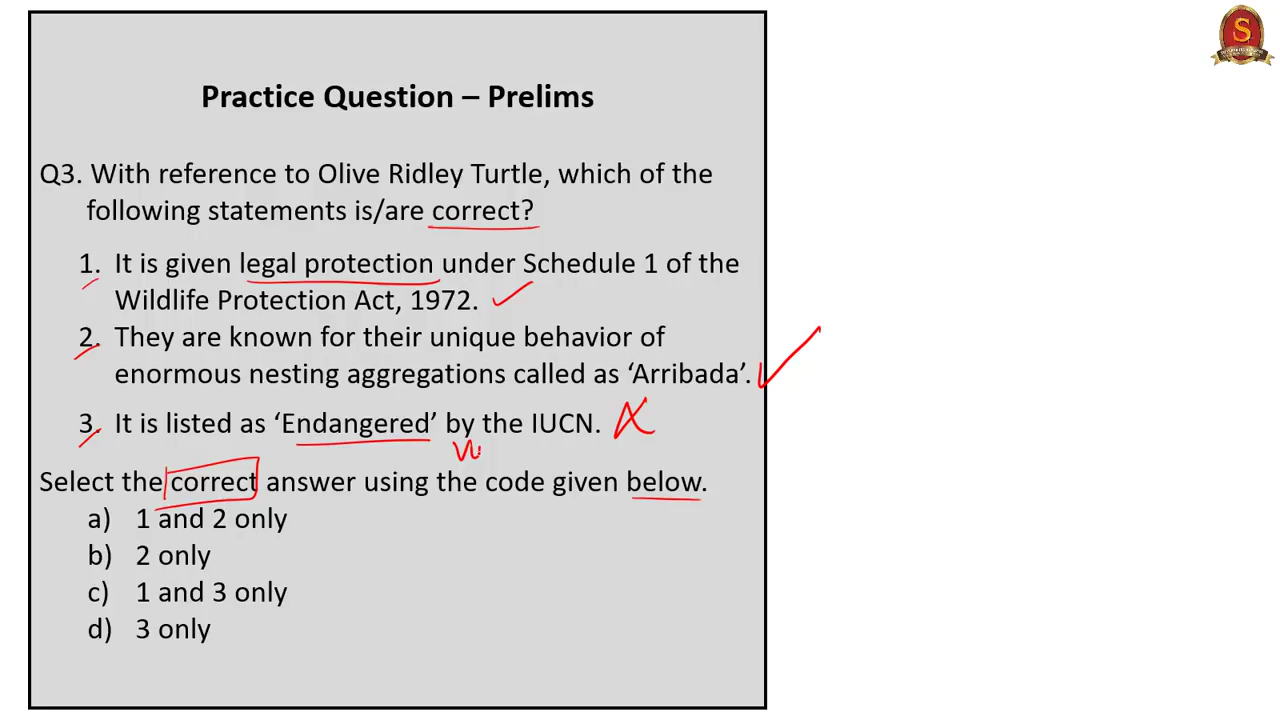 Practice Question – Prelims
Q3. With reference to Olive Ridley Turtle, which of the
following statements is/are correct?
1. It is given legal protection under Schedule 1 of the
Wildlife Protection Act, 1972.
2. They are known for their unique behavior of
enormous nesting aggregations called as ‘Arribada’.
3. It is listed as ‘Endangered’ by the IUCN.
Select the correct answer using the code given below.
a) 1 and 2 only
b) 2 only
c) 1 and 3 only
d) 3 only
S